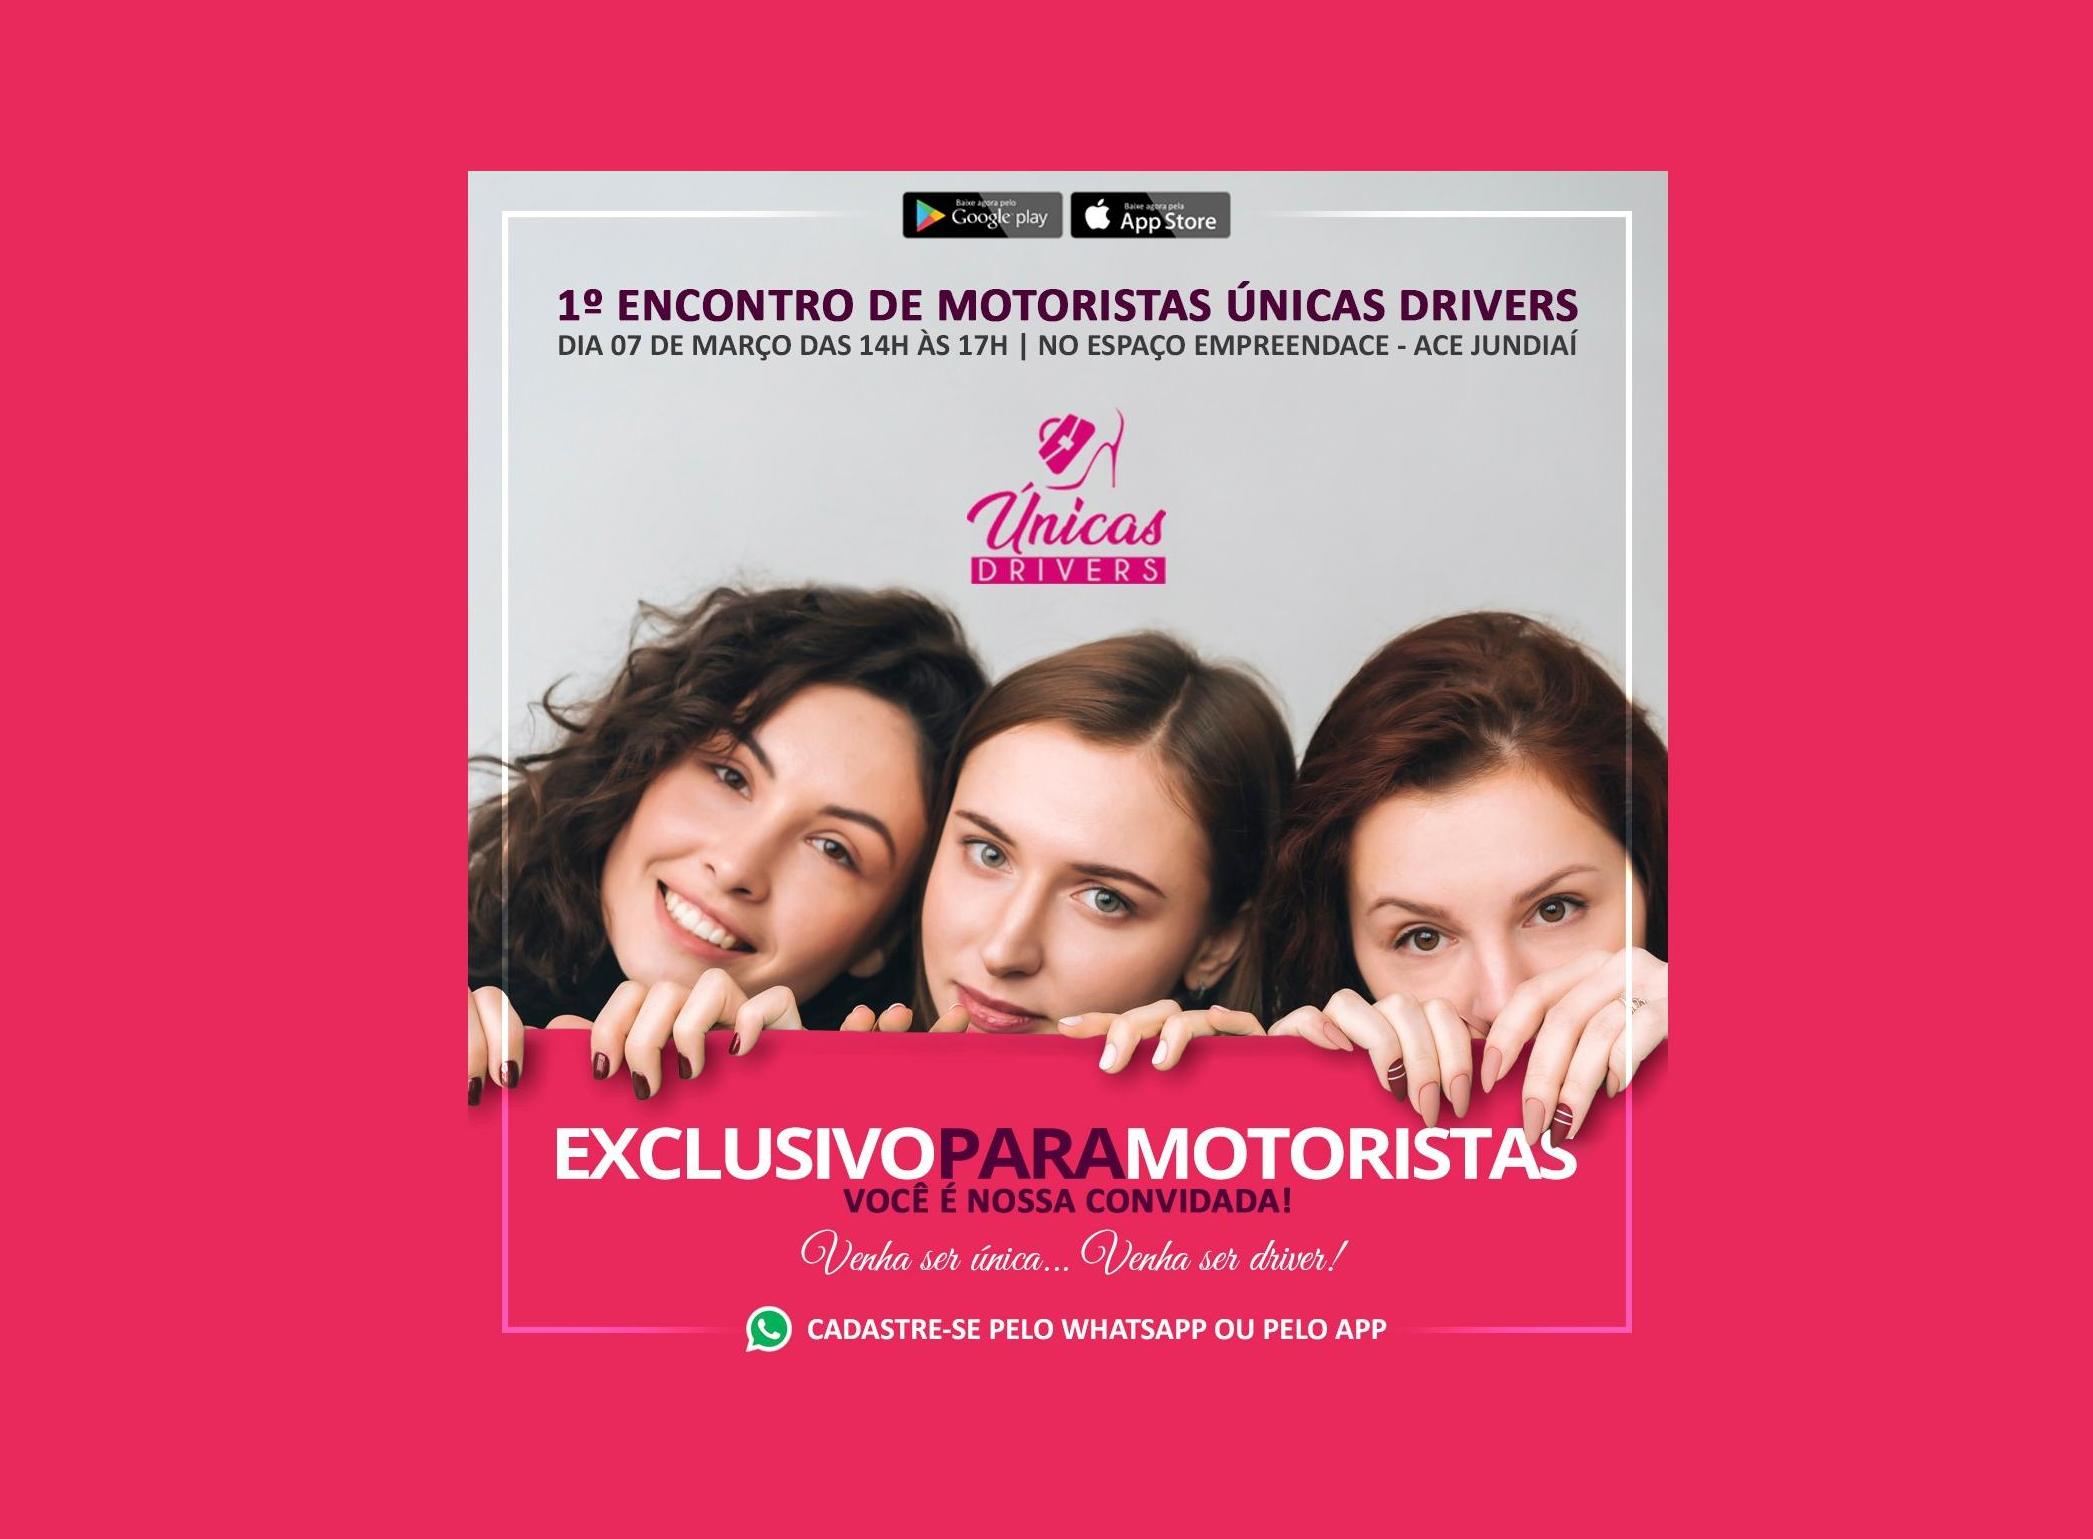 Baixe agora pelo
Google play
Baixe agora pela
App Store
1º ENCONTRO DE MOTORISTAS ÚNICAS DRIVERS
DIA 07 DE MARÇO DAS 14H ÀS 17H | NO ESPAÇO EMPREENDACE - ACE JUNDIAÍ
Únicas
DRIVERS
EXCLUSIVOPARAMOTORISTAS
VOCÊ É NOSSA CONVIDADA!
Venha ser única... Venha ser driver!
CADASTRE-SE PELO WHATSAPP OU PELO APP